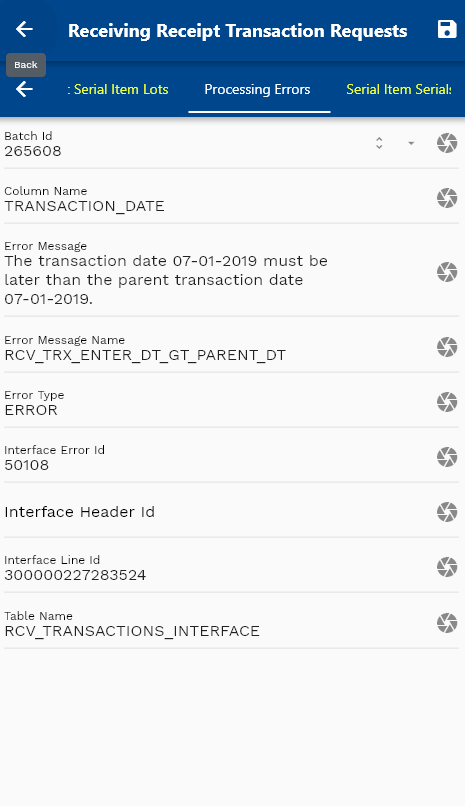 Receiving Receipt Transaction Requests
Back
: Serial Item Lots
Processing Errors
Serial Item Serials
Batch Id
265608
Column Name
TRANSACTION_DATE
Error Message
The transaction date 07-01-2019 must be
later than the parent transaction date
07-01-2019.
Error Message Name
RCV_TRX_ENTER_DT_GT_PARENT_DT
Error Type
ERROR
Interface Error Id
50108
Interface Header Id
Interface Line Id
300000227283524
Table Name
RCV_TRANSACTIONS_INTERFACE